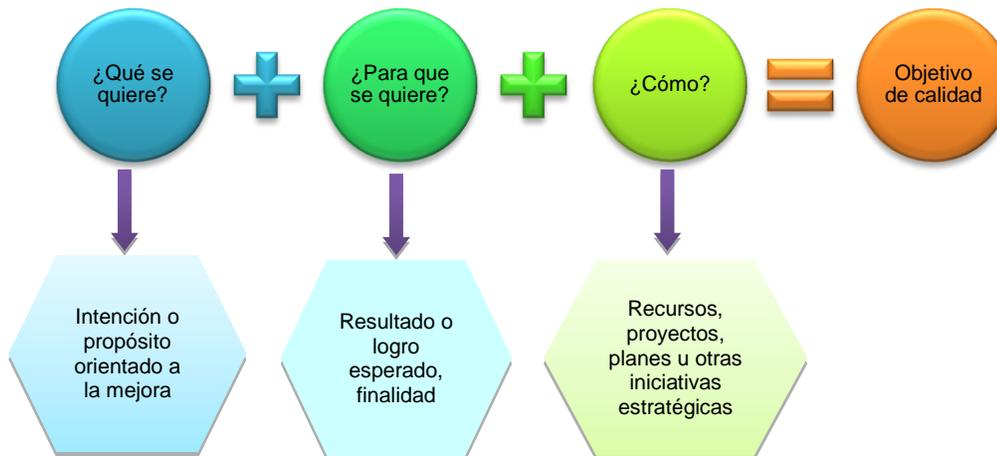 ¿Qué se
quiere?
¿Para que
se quiere?
¿Cómo?
Objetivo
de calidad
Intención o
propósito
orientado a
la mejora
Resultado o
logro
esperado,
finalidad
Recursos,
proyectos,
planes u otras
iniciativas
estratégicas